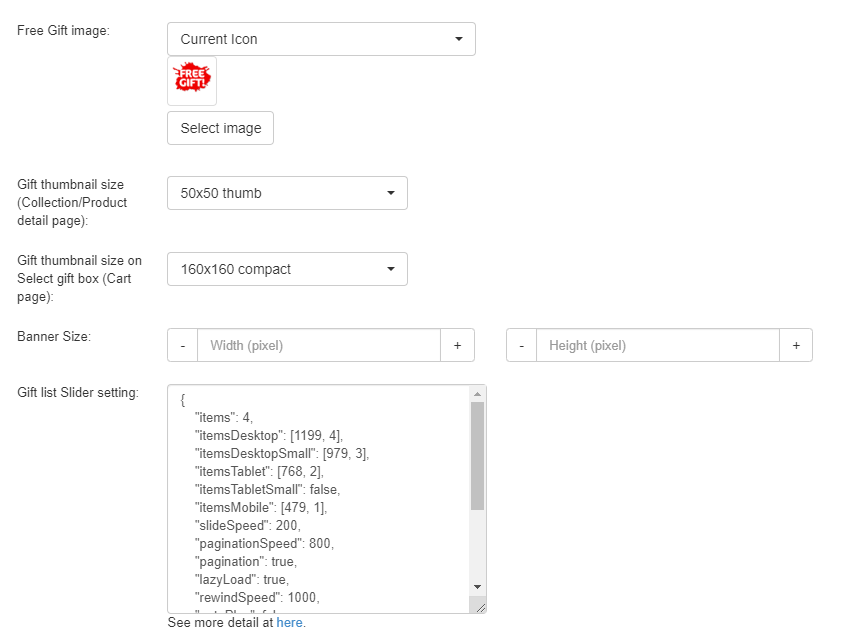 Free Gift image:
Current Icon
FREE
GIFT!
Select image
Gift thumbnail size
(Collection/Product
detail page):
50x50 thumb
Gift thumbnail size on
Select gift box (Cart
page):
160x160 compact
Banner Size:
- Width (pixel) +
- Height (pixel) +
Gift list Slider setting:
{
"items": 4,
"itemsDesktop": [1199, 4],
"itemsDesktopSmall": [979, 3],
"itemsTablet": [768, 2],
"itemsTabletSmall": false,
"itemsMobile": [479, 1],
"slideSpeed": 200,
"paginationSpeed": 800,
"pagination": true,
"lazyLoad": true,
"rewindSpeed": 1000,
See more detail at here.